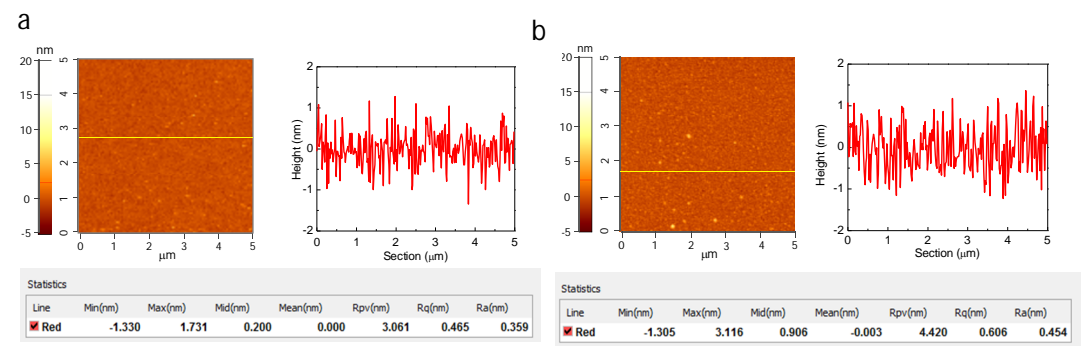 a
nm
20
15
10
5
0
-5
5
4
3
2
1
0
0 1 2 3 4 5
μm
Height (nm)
2
1
0
-1
-2
0 1 2 3 4 5
Section (μm)
Statistics
Line Min(nm) Max(nm) Mid(nm) Mean(nm) Rpv(nm) Rq(nm) Ra(nm)
Red -1.330 1.731 0.200 0.000 3.061 0.465 0.359
b
nm
20
15
10
5
0
-5
5
4
3
2
1
0
0 1 2 3 4 5
μm
Height (nm)
2
1
0
-1
-2
0 1 2 3 4 5
Section (μm)
Statistics
Line Min(nm) Max(nm) Mid(nm) Mean(nm) Rpv(nm) Rq(nm) Ra(nm)
Red -1.305 3.116 0.906 -0.003 4.420 0.606 0.454